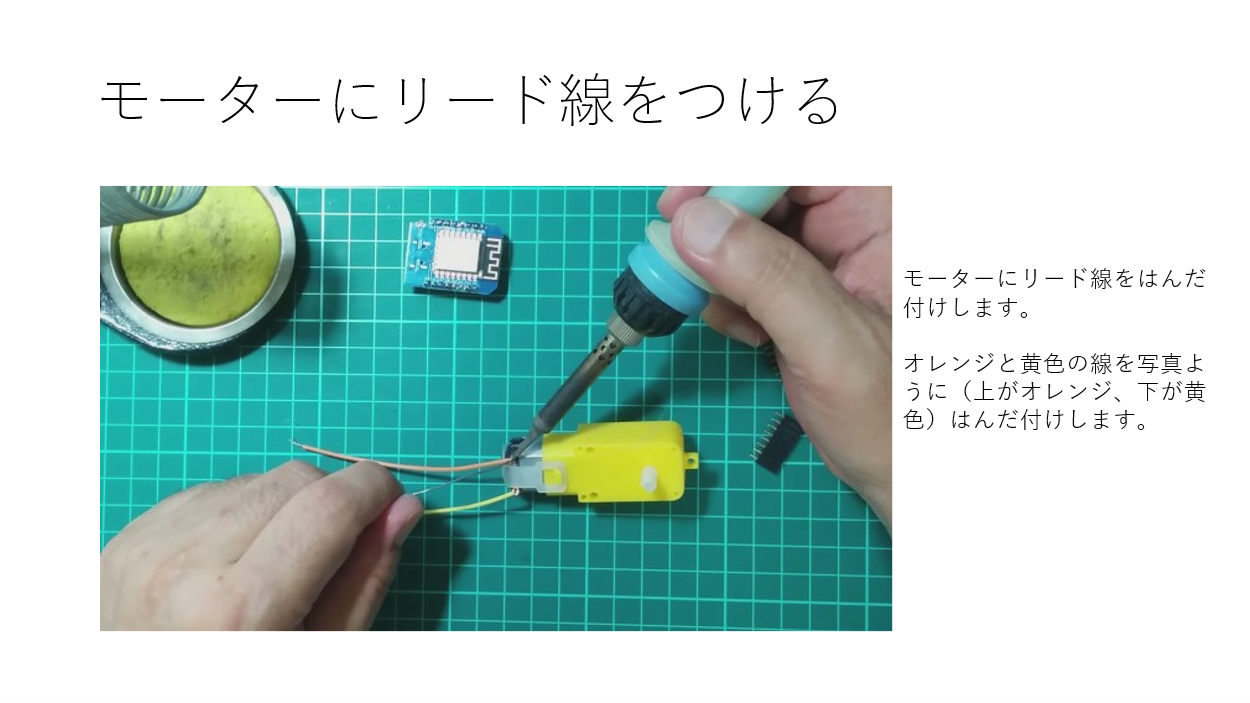 モーターにリード線をつける
モーターにリード線をはんだ
付けします。
オレンジと黄色の線を写真よ
うに（上がオレンジ、下が黄
色）はんだ付けします。